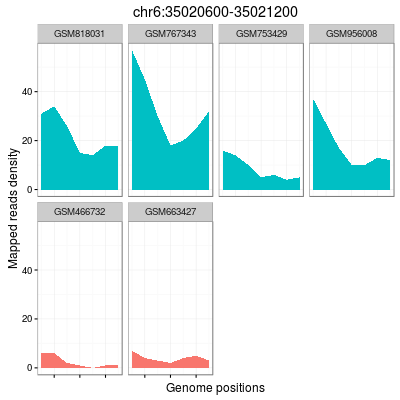 chr6:35020600-35021200
GSM818031 GSM767343 GSM753429 GSM956008
40
20
0
GSM466732 GSM663427
40
20
0
Mapped reads density
Genome positions